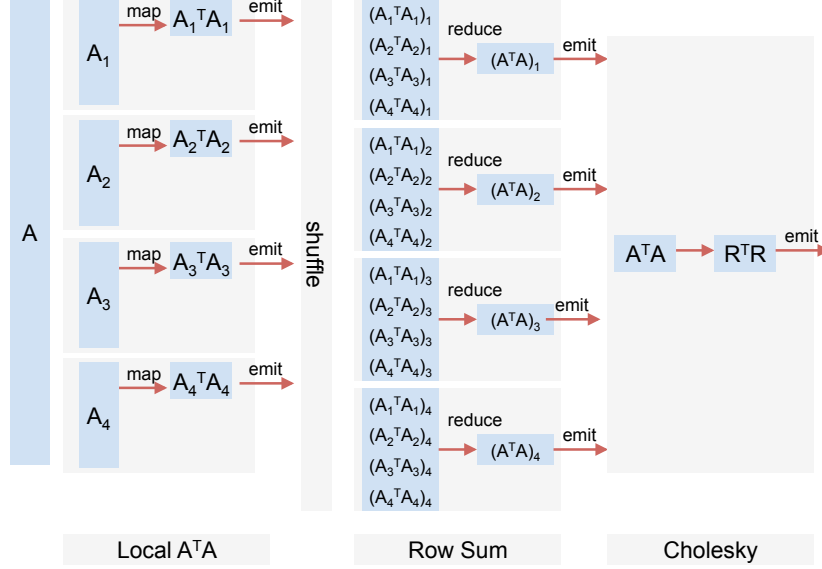 A
A₁
map
A₁ᵀA₁
emit
A₂
map
A₂ᵀA₂
emit
A₃
map
A₃ᵀA₃
emit
A₄
map
A₄ᵀA₄
emit
shuffle
(A₁ᵀA₁)₁
(A₂ᵀA₂)₁
(A₃ᵀA₃)₁
(A₄ᵀA₄)₁
reduce
(AᵀA)₁
emit
(A₁ᵀA₁)₂
(A₂ᵀA₂)₂
(A₃ᵀA₃)₂
(A₄ᵀA₄)₂
reduce
(AᵀA)₂
emit
(A₁ᵀA₁)₃
(A₂ᵀA₂)₃
(A₃ᵀA₃)₃
(A₄ᵀA₄)₃
reduce
(AᵀA)₃
emit
(A₁ᵀA₁)₄
(A₂ᵀA₂)₄
(A₃ᵀA₃)₄
(A₄ᵀA₄)₄
reduce
(AᵀA)₄
emit
AᵀA
RᵀR
emit
Local AᵀA
Row Sum
Cholesky